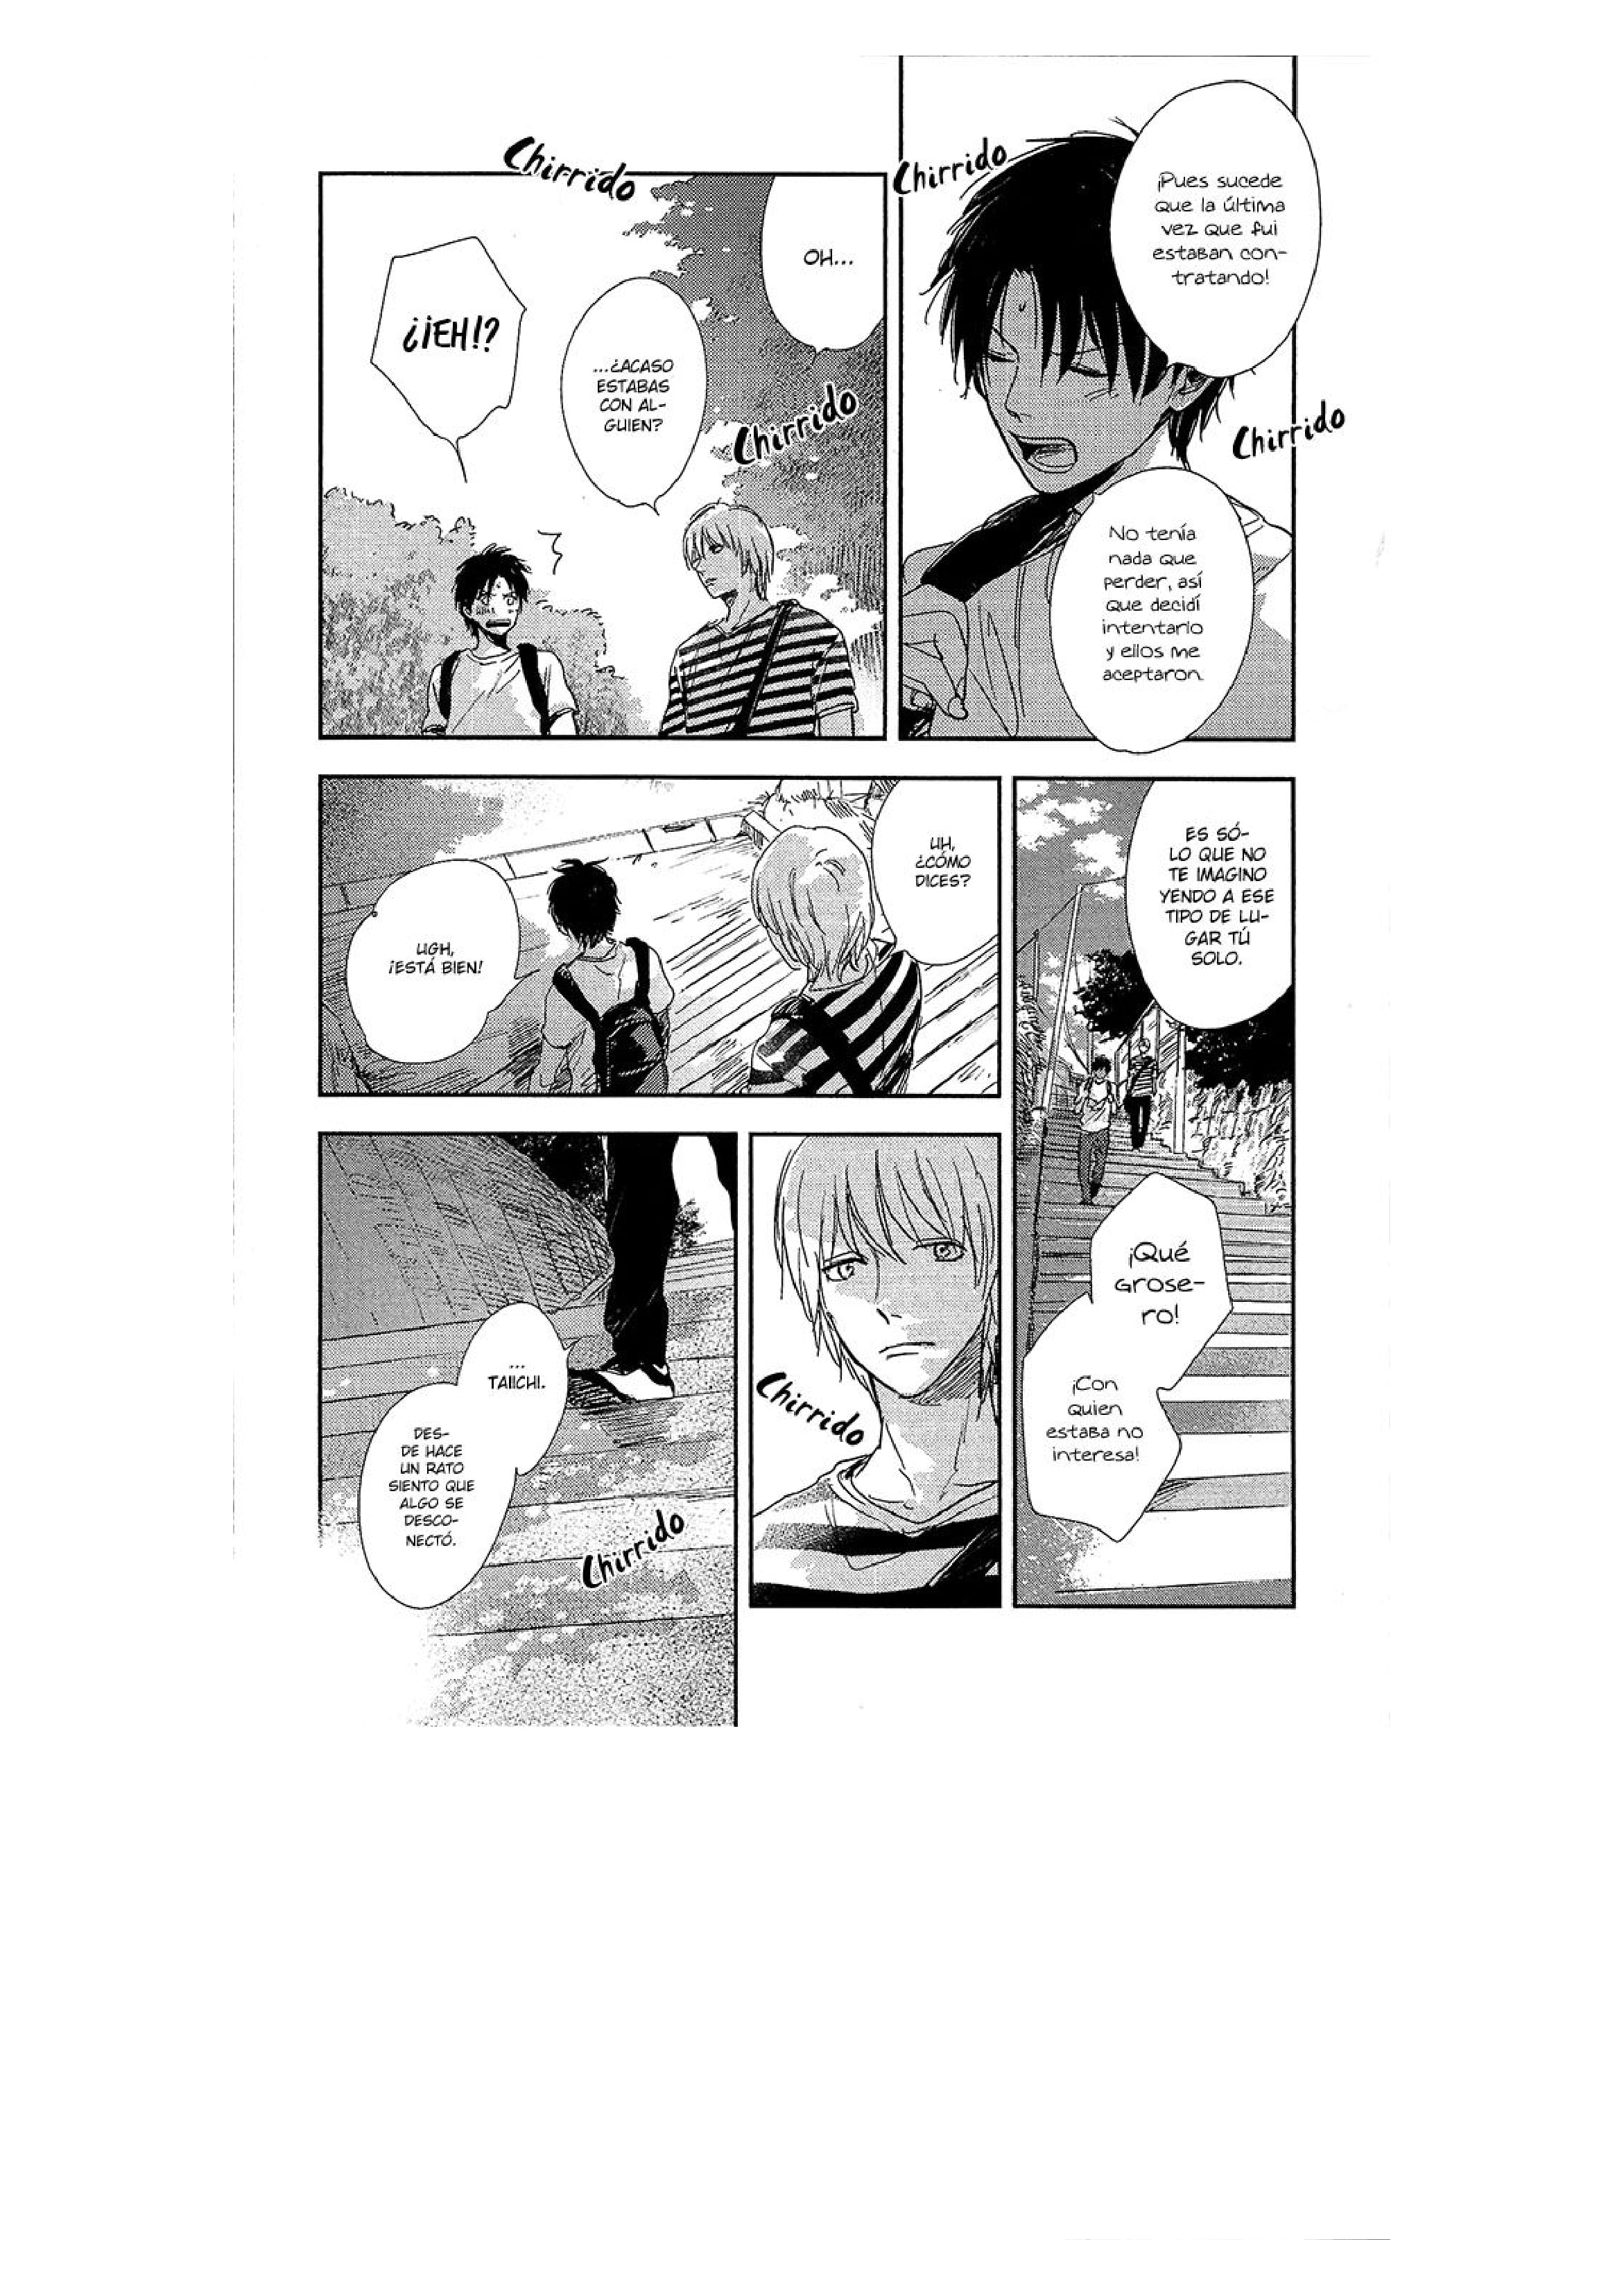 ¡Pues sucede
que la última
vez que fui
estaban con-
tratando!
Chirrido
Chirrido
No tenía
nada que
perder, así
que decidí
intentarlo
y ellos me
aceptaron.
OH...
Chirrido
...¿ACASO
ESTABAS
CON AL-
GUIEN?
Chirrido
¿¡EH!?
ES SÓ-
LO QUE NO
TE IMAGINO
YENDO A ESE
TIPO DE LU-
GAR TÚ
SOLO.
¡Qué
grose-
ro!
¡Con
quien
estaba no
interesa!
UH,
¿CÓMO
DICES?
UGH,
¡ESTÁ BIEN!
Chirrido
...
TAIICHI.
DES-
DE HACE
UN RATO
SIENTO QUE
ALGO SE
DESCO-
NECTÓ.
Chirrido